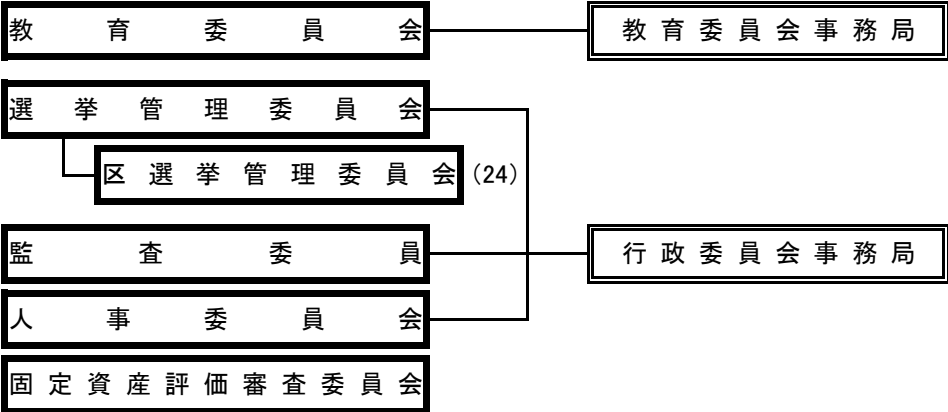 教育委員会
教育委員会事務局
選挙管理委員会
区選挙管理委員会(24)
監査委員
行政委員会事務局
人事委員会
固定資産評価審査委員会